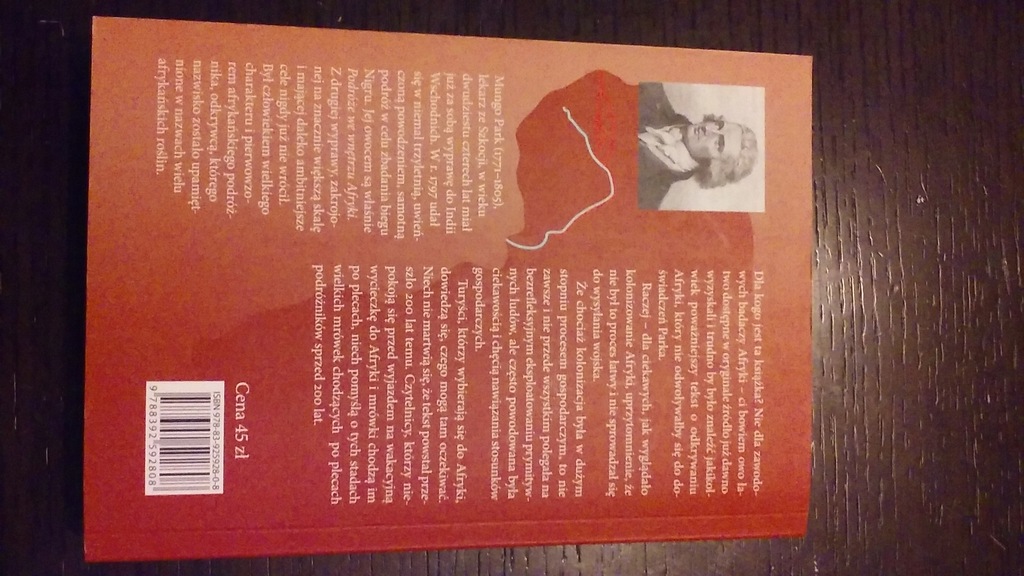 Dla kogo jest ta książka? Nie dla zawodo-
wych badaczy Afryki – ci bowiem owo ła-
two dostępne w oryginale źródło już dawno
wyzyskali i trudno by było znaleźć jakikol-
wiek poważniejszy tekst o odkrywaniu
Afryki, który nie odwoływałby się do do-
świadczeń Parka.
Raczej – dla ciekawych, jak wyglądało
kolonizowanie Afryki, uprzytomnienie, że
nie był to proces łatwy i nie sprowadzał się
do wysyłania wojska.
Że chociaż kolonizacja była w dużym
stopniu procesem gospodarczym, to nie
zawsze i nie przede wszystkim polegała na
bezrefleksyjnym eksploatowaniu prymityw-
nych ludów, ale często powodowana była
ciekawością i chęcią nawiązania stosunków
gospodarczych.
Turyści, którzy wybierają się do Afryki,
dowiedzą się, czego mogą tam oczekiwać.
Niech nie martwią się, że tekst powstał prze-
szło 200 lat temu. Czytelnicy, którzy nie-
pokoją się przed wyjazdem na wakacyjną
wycieczkę do Afryki i mrówki chodzą im
po plecach, niech pomyślą o tych stadach
wielkich mrówek chodzących po plecach
podróżników sprzed 200 lat.
Mungo Park (1771–1805),
lekarz ze Szkocji, w wieku
dwudziestu czterech lat miał
już za sobą wyprawę do Indii
Wschodnich. W r. 1797 odbył
się w niemal trzyletnią, uwień-
czoną powodzeniem, samotną
podróż w celu zbadania biegu
Nigru. Jej owocem są właśnie
Podróże we wnętrzu Afryki.
Z drugiej wyprawy, zakrojo-
nej na znacznie większą skalę
i mającej daleko ambitniejsze
cele nigdy już nie wrócił.
Był człowiekiem wielkiego
charakteru i pierwowzo-
rem afrykańskiego podróż-
nika, odkrywcą, którego
nazwisko zostało upamięt-
nione w nazwach wielu
afrykańskich roślin.
Cena 45 zł
ISBN 978-83-925928-0-8
9 788392 592808